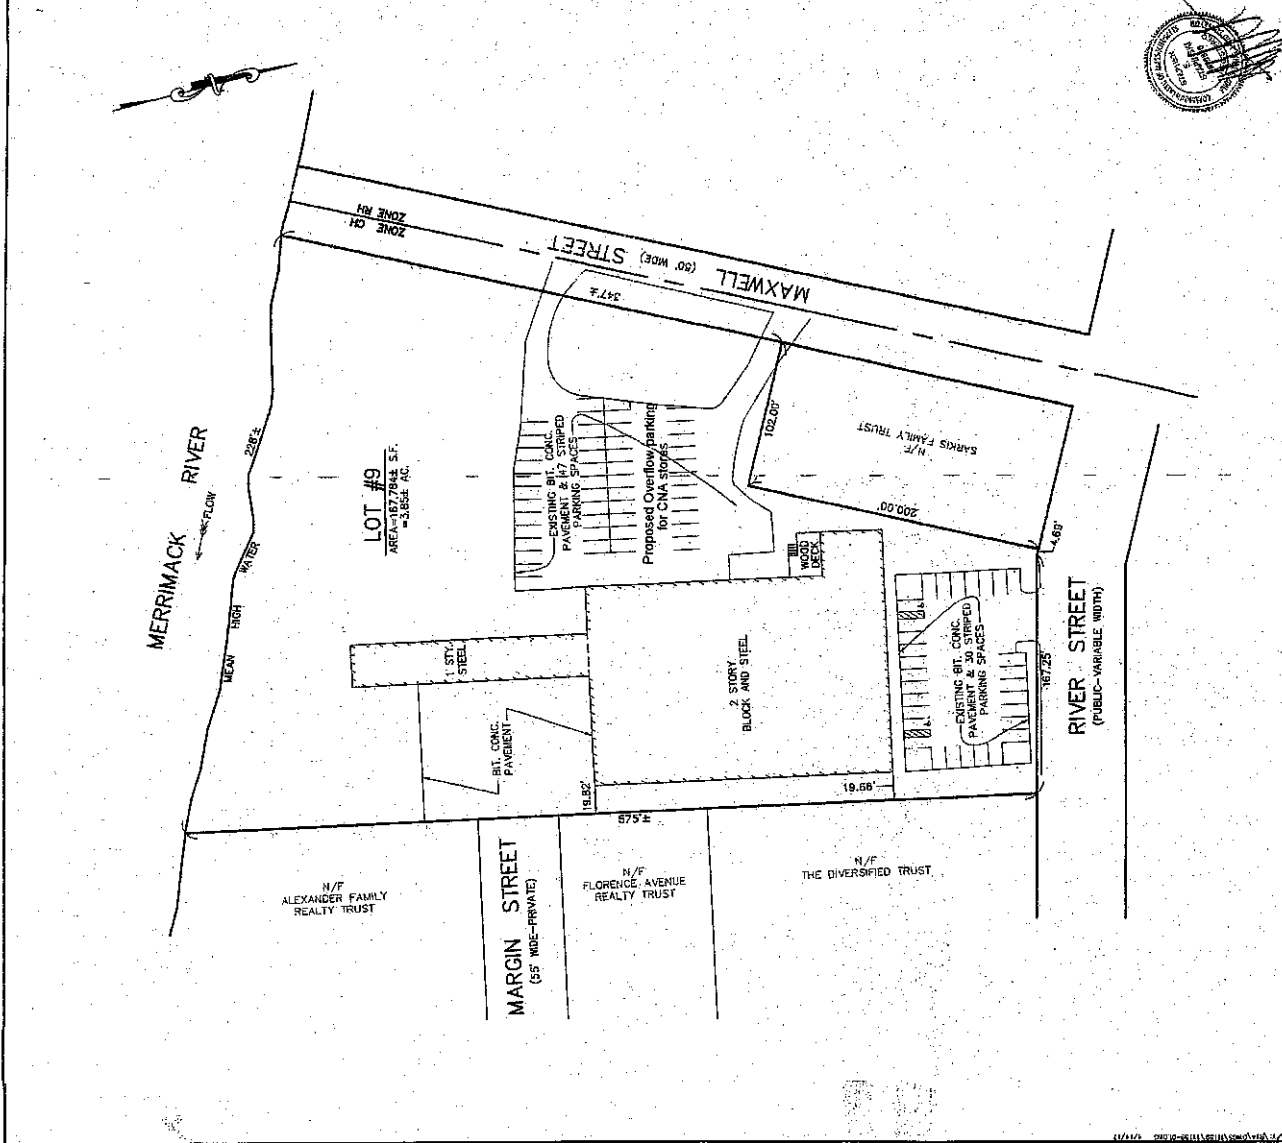 MERRIMACK RIVER
FLOW
MEAN HIGH WATER
228'±
ZONE RH
ZONE CH
MAXWELL (50' WIDE) STREET
347'±
LOT #9
AREA=167,784± S.F.
=3.85± AC.
EXISTING BIT. CONC.
PAVEMENT & 147 STRIPED
PARKING SPACES
Proposed Overflow parking
for CNA stores
102.00'
N/F
SARKIS FAMILY TRUST
200.00'
4.69'
WOOD
DECK
1 STY.
STEEL
2 STORY
BLOCK AND STEEL
BIT. CONC.
PAVEMENT
EXISTING BIT. CONC.
PAVEMENT & 30 STRIPED
PARKING SPACES
167.25
RIVER STREET
(PUBLIC-VARIABLE WIDTH)
19.82'
19.66'
675'±
N/F
ALEXANDER FAMILY
REALTY TRUST
MARGIN STREET
(55' WIDE-PRIVATE)
N/F
FLORENCE AVENUE
REALTY TRUST
N/F
THE DIVERSIFIED TRUST